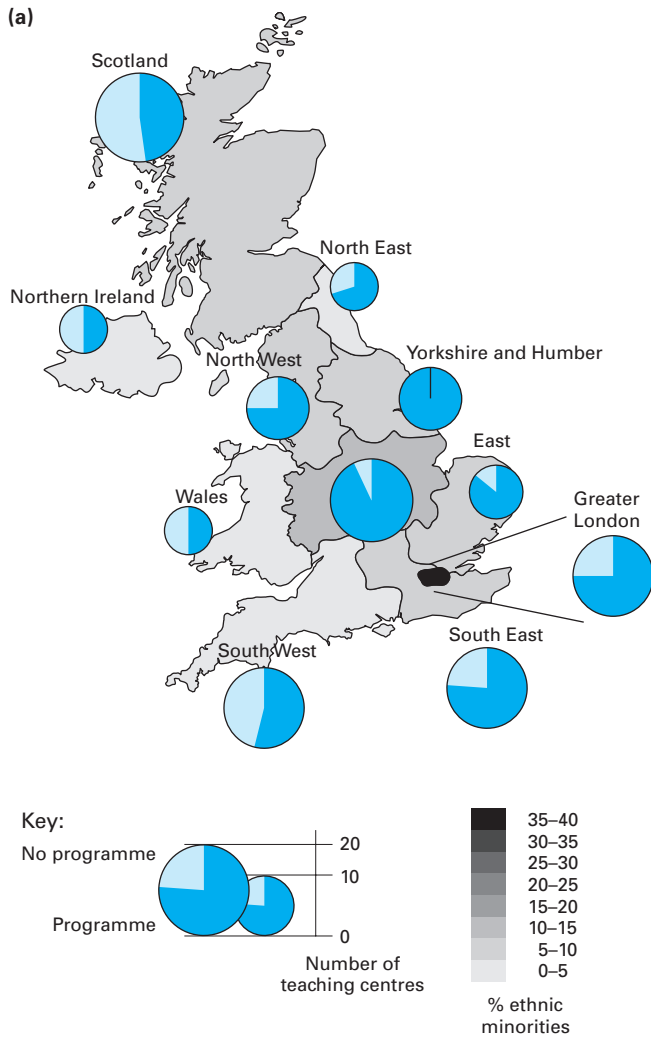 (a)
Scotland
North East
Northern Ireland
North West
Yorkshire and Humber
East
Wales
Greater
London
South West
South East
Key:
No programme
Programme
20
10
0
Number of
teaching centres
35–40
30–35
25–30
20–25
15–20
10–15
5–10
0–5
% ethnic
minorities